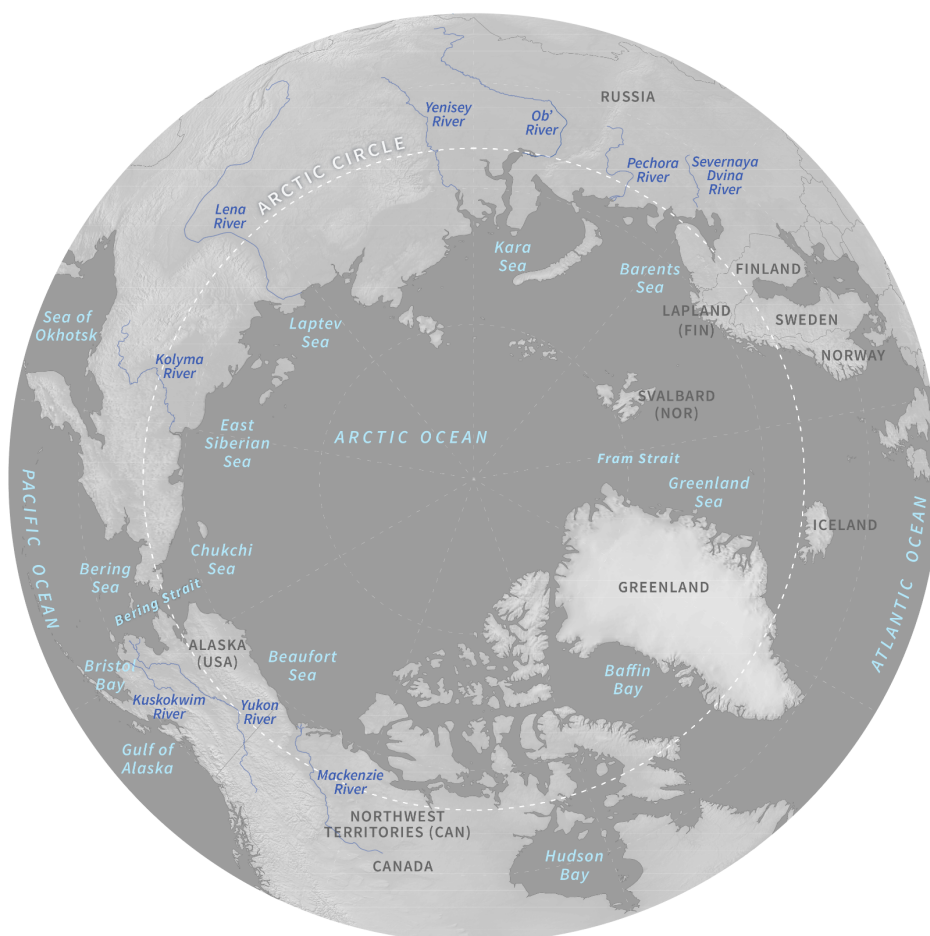 RUSSIA
Yenisey
River
Ob’
River
ARCTIC CIRCLE
Pechora
River
Severnaya
Dvina
River
Lena
River
Kara
Sea
Barents
Sea
FINLAND
Sea of
Okhotsk
Laptev
Sea
LAPLAND
(FIN)
SWEDEN
NORWAY
Kolyma
River
SVALBARD
(NOR)
East
Siberian
Sea
ARCTIC OCEAN
Fram Strait
Greenland
Sea
ICELAND
PACIFIC OCEAN
ATLANTIC OCEAN
Chukchi
Sea
Bering
Sea
Bering Strait
GREENLAND
ALASKA
(USA)
Beaufort
Sea
Bristol
Bay
Baffin
Bay
Kuskokwim
River
Yukon
River
Gulf of
Alaska
Mackenzie
River
NORTHWEST
TERRITORIES (CAN)
CANADA
Hudson
Bay